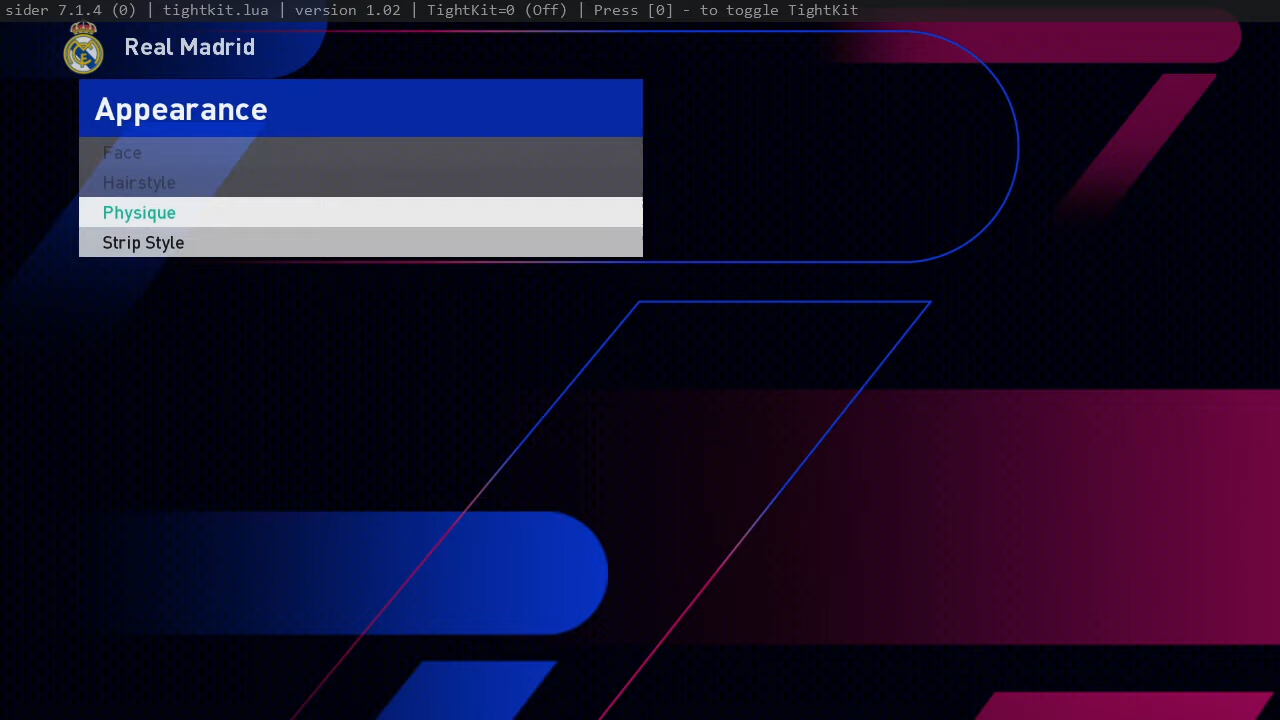 sider 7.1.4 (0) | tightkit.lua | version 1.02 | TightKit=0 (Off) | Press [0] - to toggle TightKit
Real Madrid
Appearance
Face
Hairstyle
Physique
Strip Style